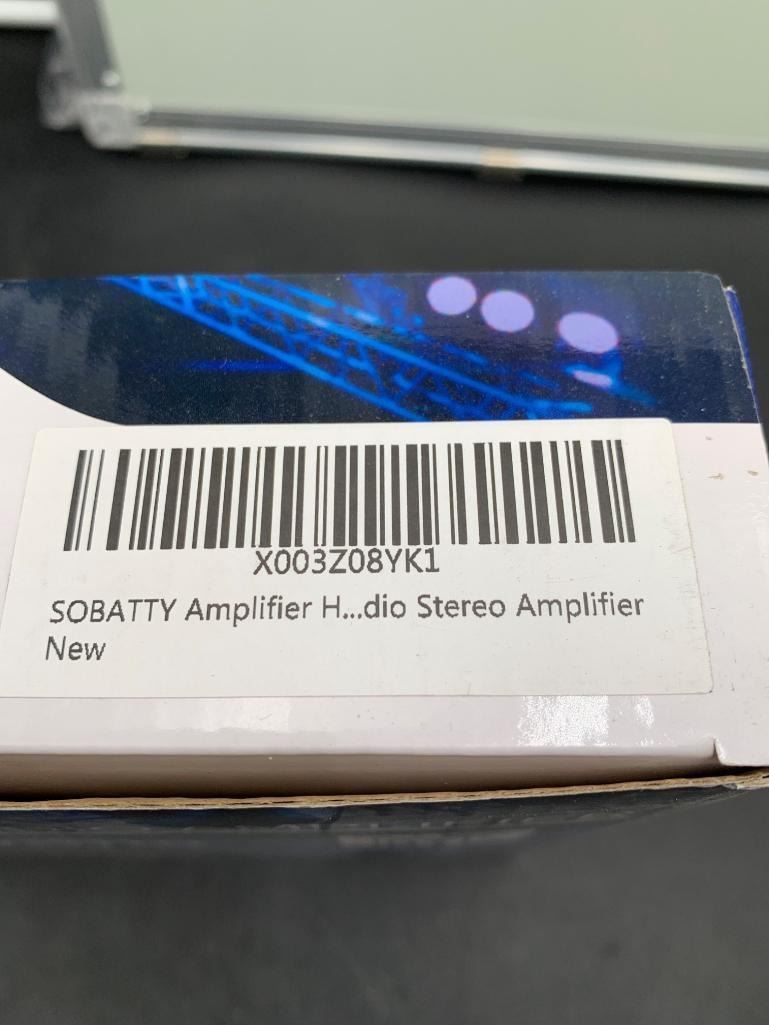 X003Z08YK1
SOBATTY Amplifier H...dio Stereo Amplifier
New